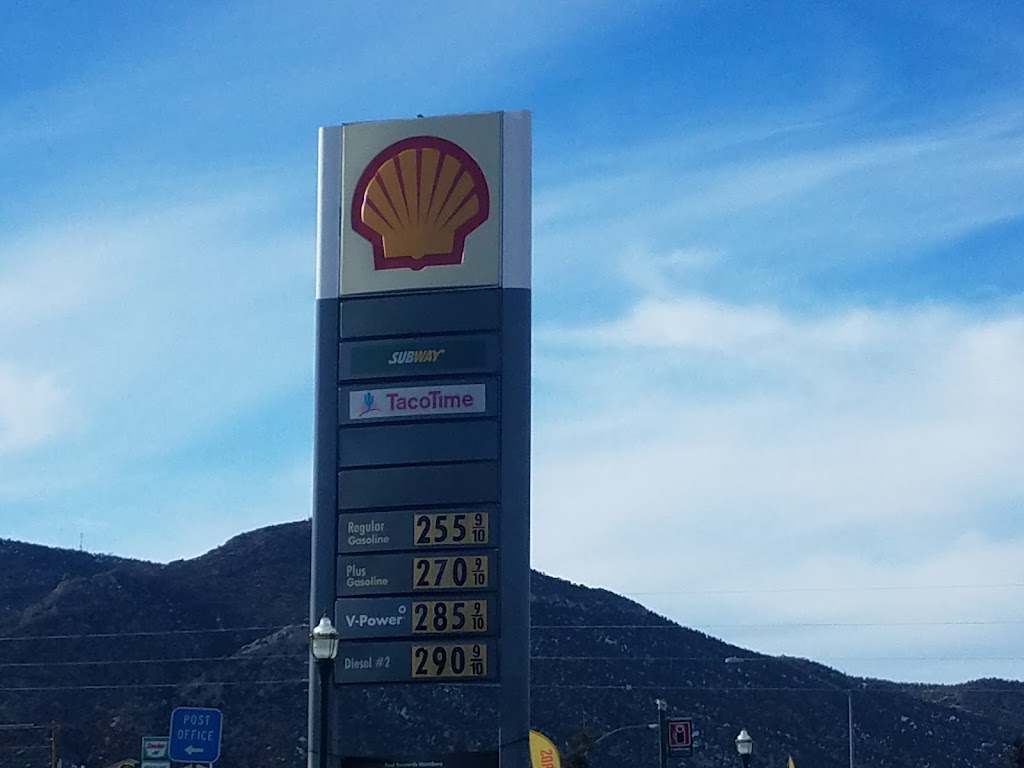 SUBWAY
TacoTime
Regular
Gasoline
255 9/10
Plus
Gasoline
270 9/10
V-Power
285 9/10
Diesel #2
290 9/10
POST
OFFICE